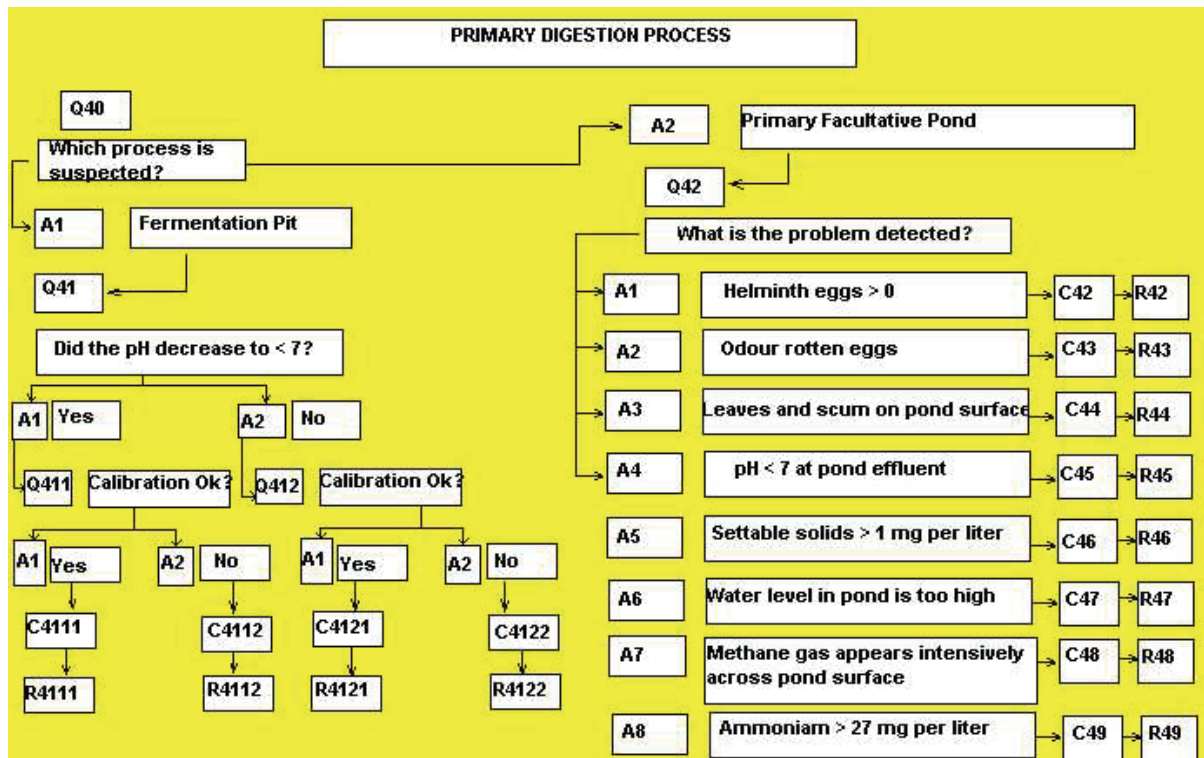 PRIMARY DIGESTION PROCESS
Q40
Which process is
suspected?
A1
Fermentation Pit
Q41
Did the pH decrease to < 7?
A1
Yes
A2
No
Q411
Calibration Ok?
Q412
Calibration Ok?
A1
Yes
A2
No
A1
Yes
A2
No
C4111
C4112
C4121
C4122
R4111
R4112
R4121
R4122
A2
Primary Facultative Pond
Q42
What is the problem detected?
A1
Helminth eggs > 0
C42
R42
A2
Odour rotten eggs
C43
R43
A3
Leaves and scum on pond surface
C44
R44
A4
pH < 7 at pond effluent
C45
R45
A5
Settable solids > 1 mg per liter
C46
R46
A6
Water level in pond is too high
C47
R47
A7
Methane gas appears intensively
across pond surface
C48
R48
A8
Ammoniam > 27 mg per liter
C49
R49